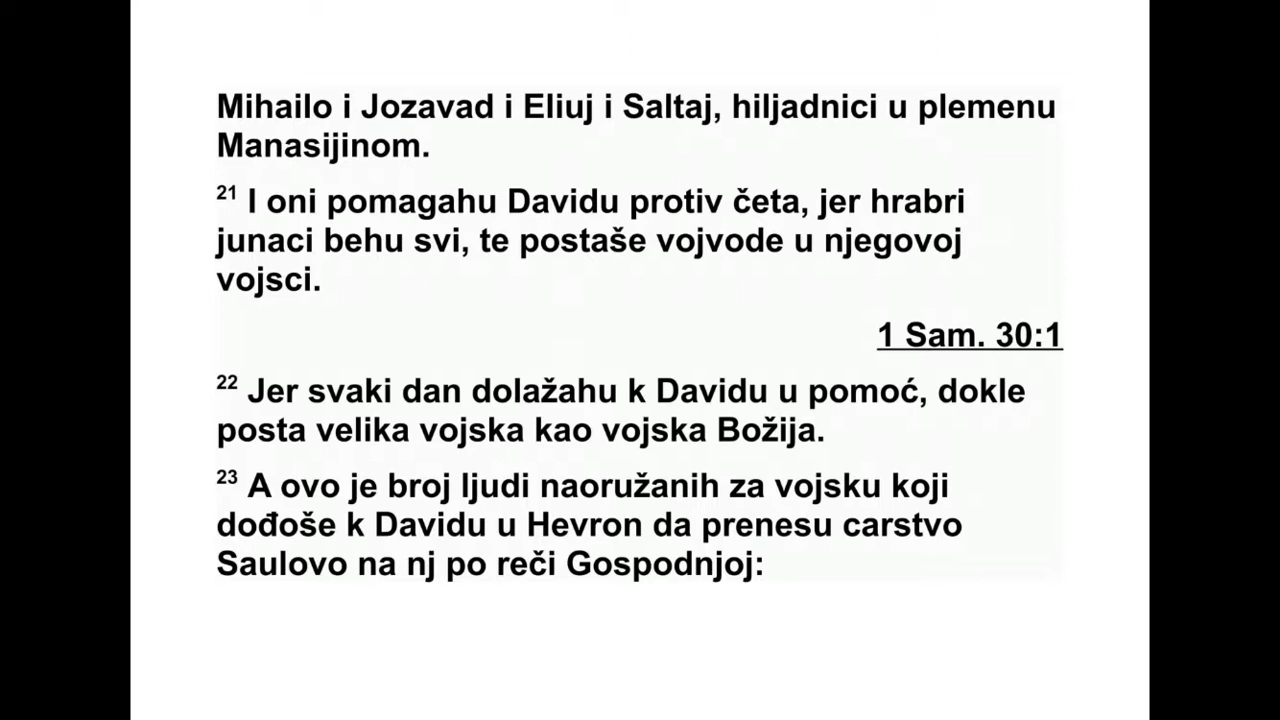 Mihailo i Jozavad i Eliuj i Saltaj, hiljadnici u plemenu
Manasijinom.
21 I oni pomagahu Davidu protiv četa, jer hrabri
junaci behu svi, te postaše vojvode u njegovoj
vojsci.
1 Sam. 30:1
22 Jer svaki dan dolažahu k Davidu u pomoć, dokle
posta velika vojska kao vojska Božija.
23 A ovo je broj ljudi naoružanih za vojsku koji
dođoše k Davidu u Hevron da prenesu carstvo
Saulovo na nj po reči Gospodnjoj: